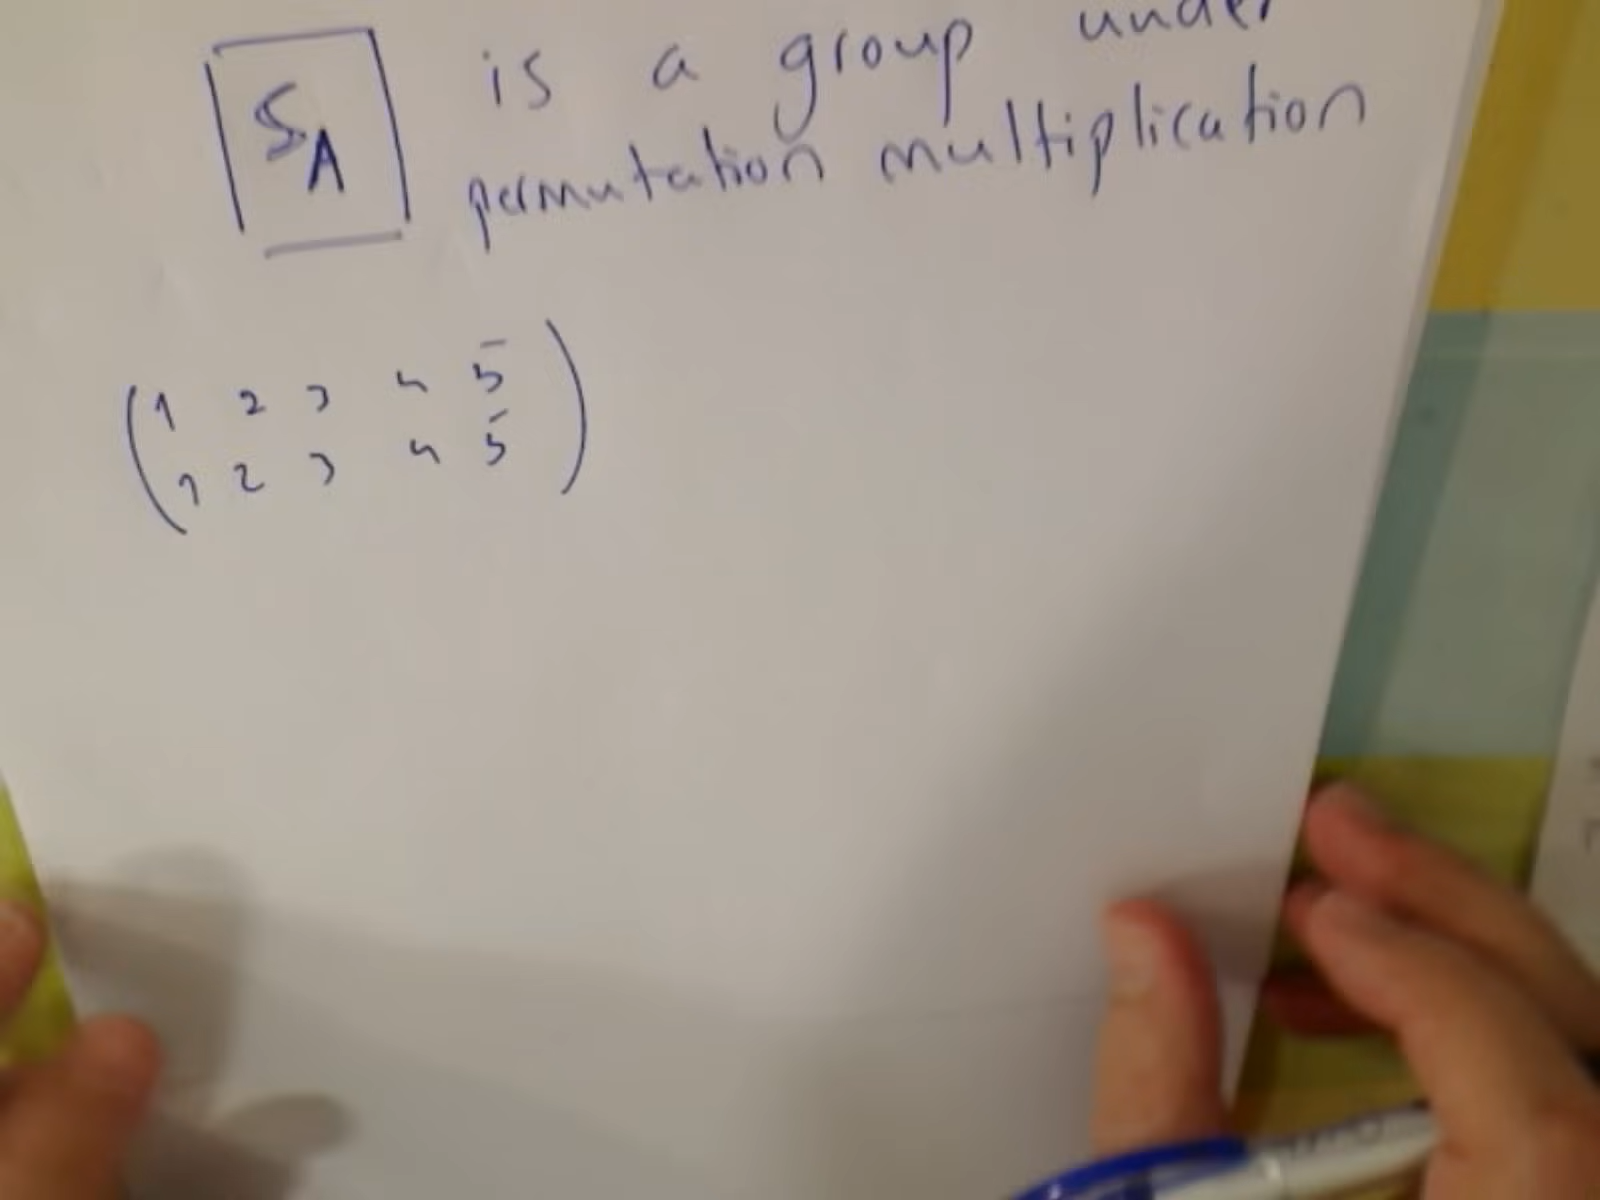 S_A is a group under
permutation multiplication
1 2 3 4 5
1 2 3 4 5